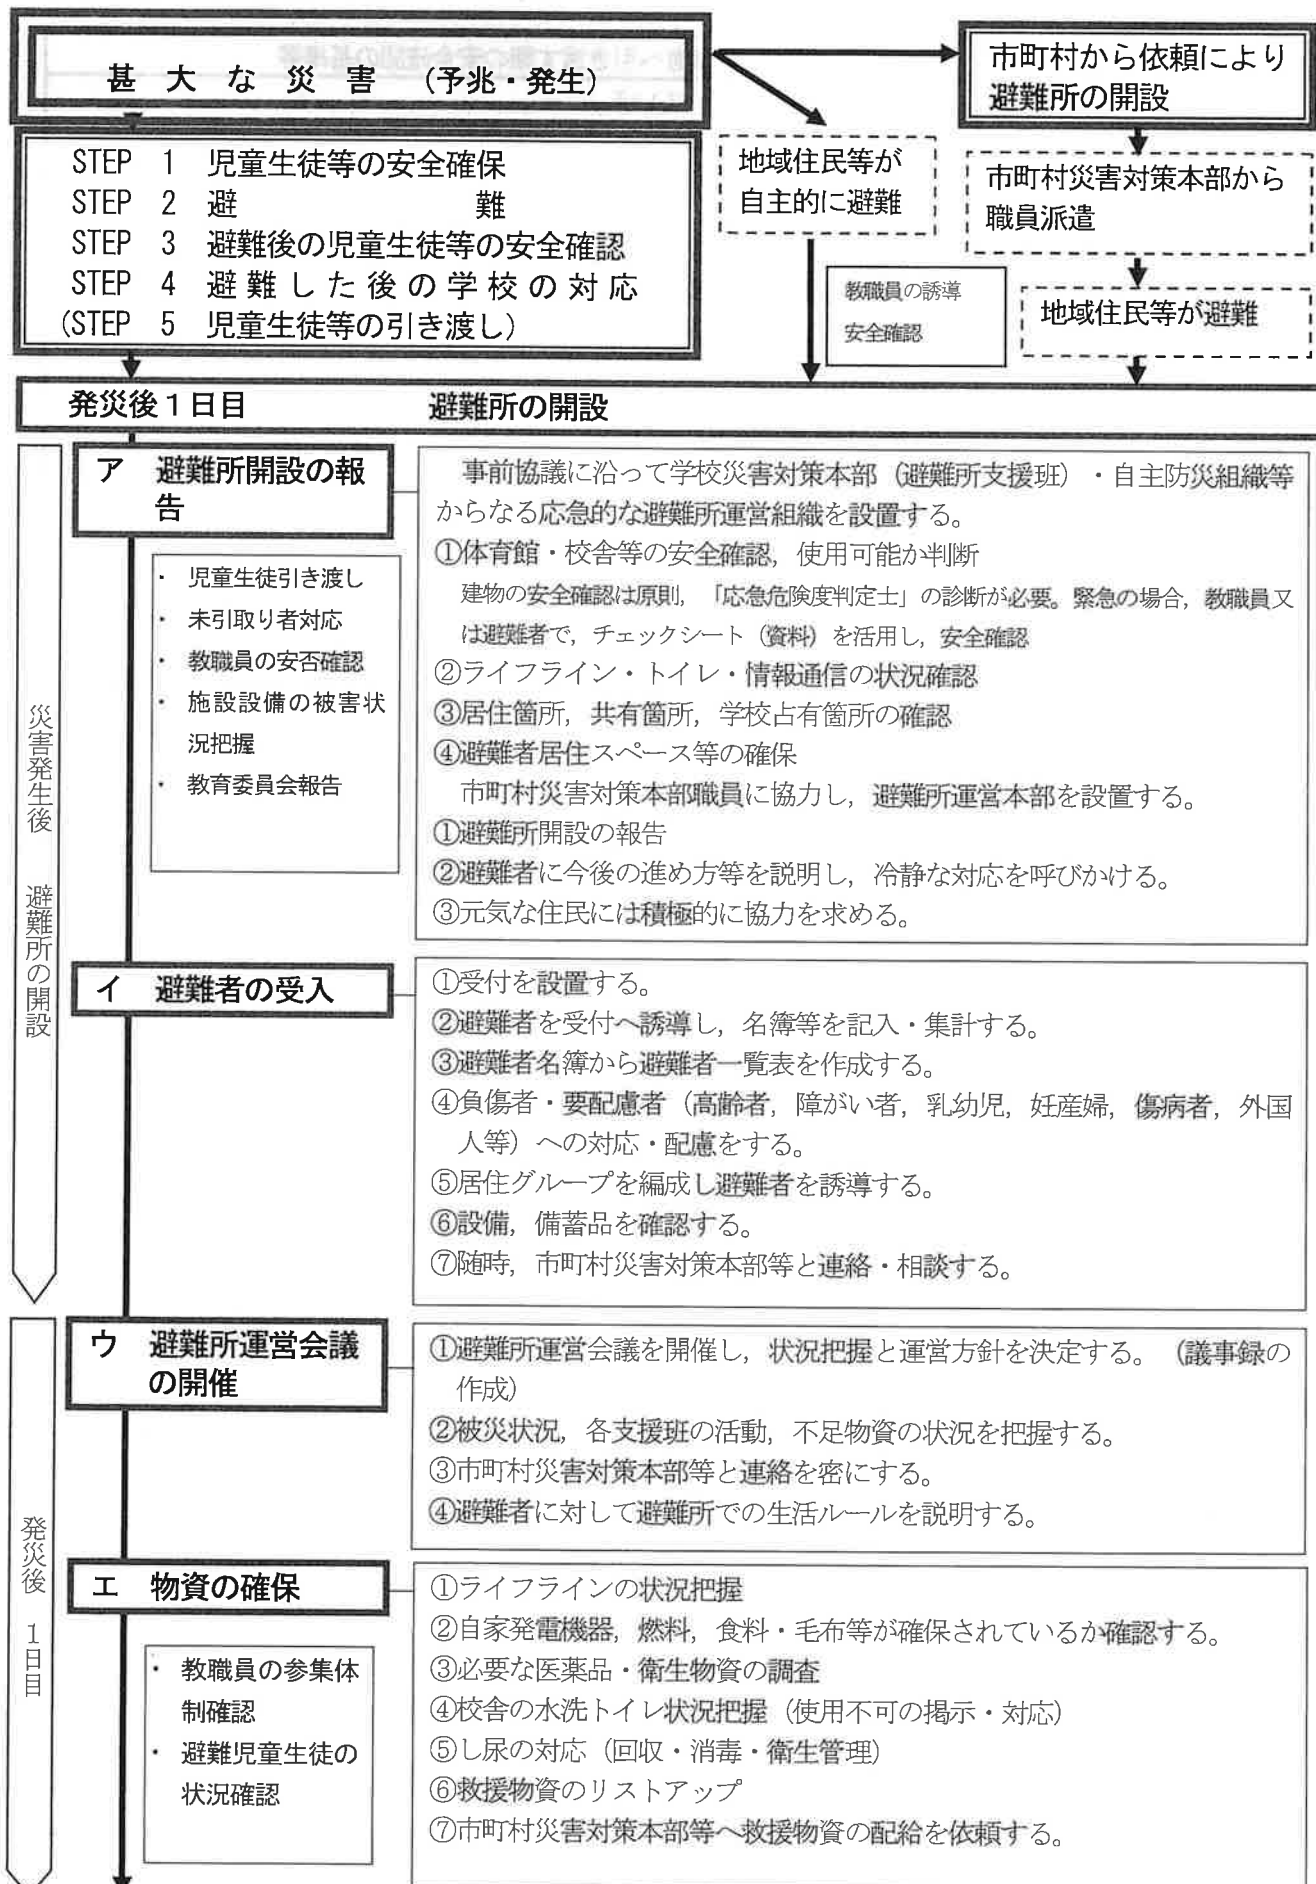 甚大な災害 (予兆・発生)
市町村から依頼により
避難所の開設
STEP 1 児童生徒等の安全確保
STEP 2 避難
STEP 3 避難後の児童生徒等の安全確認
STEP 4 避難した後の学校の対応
(STEP 5 児童生徒等の引き渡し)
地域住民等が
自主的に避難
市町村災害対策本部から
職員派遣
教職員の誘導
安全確認
地域住民等が避難
発災後1日目 避難所の開設
災害発生後 避難所の開設
ア 避難所開設の報
告
・ 児童生徒引き渡し
・ 未引取り者対応
・ 教職員の安否確認
・ 施設設備の被害状
況把握
・ 教育委員会報告
事前協議に沿って学校災害対策本部(避難所支援班)・自主防災組織等
からなる応急的な避難所運営組織を設置する。
①体育館・校舎等の安全確認,使用可能か判断
建物の安全確認は原則,「応急危険度判定士」の診断が必要。緊急の場合,教職員又
は避難者で,チェックシート(資料)を活用し,安全確認
②ライフライン・トイレ・情報通信の状況確認
③居住箇所,共有箇所,学校占有箇所の確認
④避難者居住スペース等の確保
市町村災害対策本部職員に協力し,避難所運営本部を設置する。
①避難所開設の報告
②避難者に今後の進め方等を説明し,冷静な対応を呼びかける。
③元気な住民には積極的に協力を求める。
イ 避難者の受入
①受付を設置する。
②避難者を受付へ誘導し,名簿等を記入・集計する。
③避難者名簿から避難者一覧表を作成する。
④負傷者・要配慮者(高齢者,障がい者,乳幼児,妊産婦,傷病者,外国
人等)への対応・配慮をする。
⑤居住グループを編成し避難者を誘導する。
⑥設備,備蓄品を確認する。
⑦随時,市町村災害対策本部等と連絡・相談する。
発災後 1日目
ウ 避難所運営会議
の開催
①避難所運営会議を開催し,状況把握と運営方針を決定する。(議事録の
作成)
②被災状況,各支援班の活動,不足物資の状況を把握する。
③市町村災害対策本部等と連絡を密にする。
④避難者に対して避難所での生活ルールを説明する。
エ 物資の確保
・ 教職員の参集体
制確認
・ 避難児童生徒の
状況確認
①ライフラインの状況把握
②自家発電機器,燃料,食料・毛布等が確保されているか確認する。
③必要な医薬品・衛生物資の調査
④校舎の水洗トイレ状況把握(使用不可の掲示・対応)
⑤し尿の対応(回収・消毒・衛生管理)
⑥救援物資のリストアップ
⑦市町村災害対策本部等へ救援物資の配給を依頼する。